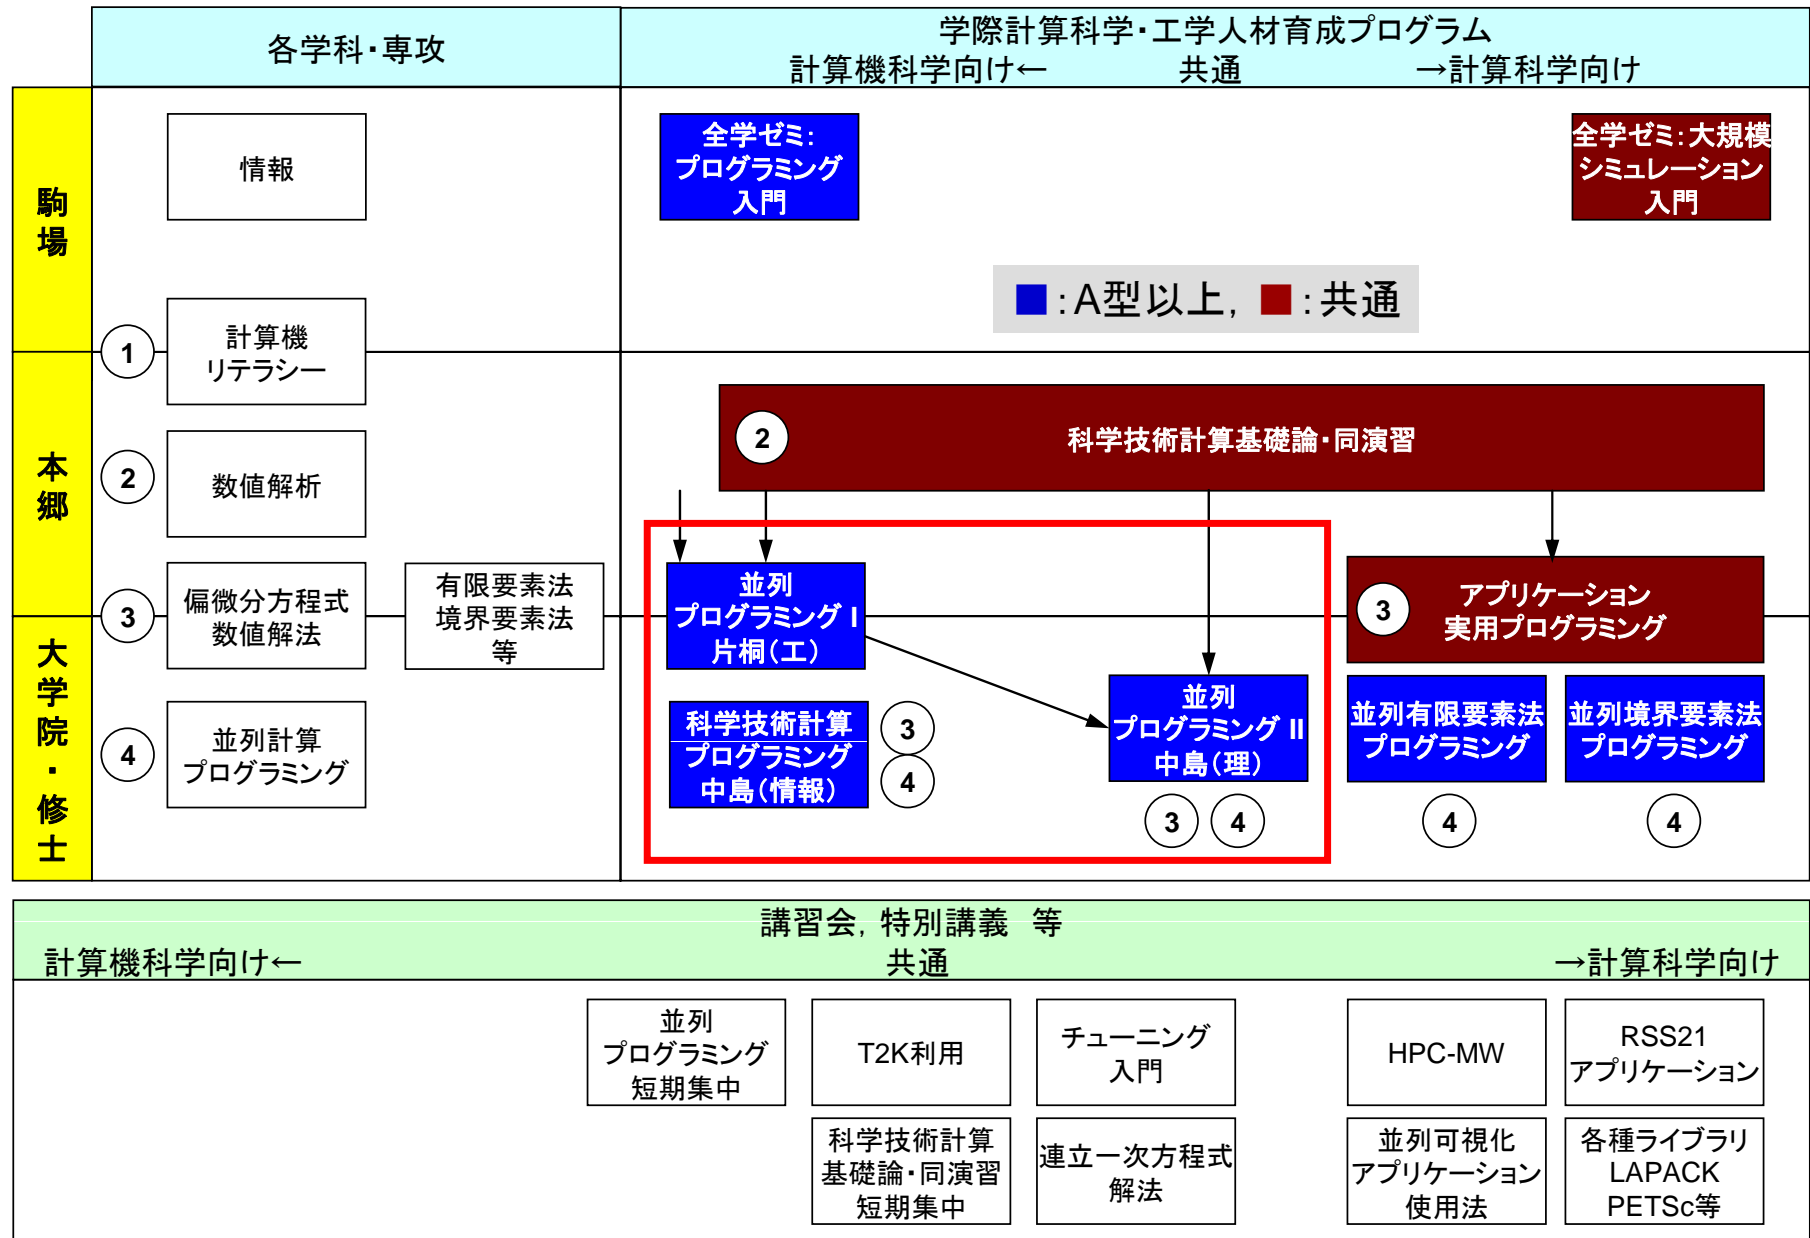 各学科・専攻
学際計算科学・工学人材育成プログラム
計算機科学向け← 共通 →計算科学向け
駒場
情報
全学ゼミ:
プログラミング
入門
全学ゼミ:大規模
シミュレーション
入門
■:A型以上, ■:共通
1
計算機
リテラシー
本郷
2
数値解析
2
科学技術計算基礎論・同演習
3
偏微分方程式
数値解法
有限要素法
境界要素法
等
並列
プログラミング I
片桐(工)
3
アプリケーション
実用プログラミング
大学院・修士
4
並列計算
プログラミング
科学技術計算
プログラミング
中島(情報)
3
4
並列
プログラミング II
中島(理)
3 4
並列有限要素法
プログラミング
4
並列境界要素法
プログラミング
4
講習会, 特別講義 等
計算機科学向け← 共通 →計算科学向け
並列
プログラミング
短期集中
T2K利用
チューニング
入門
HPC-MW
RSS21
アプリケーション
科学技術計算
基礎論・同演習
短期集中
連立一次方程式
解法
並列可視化
アプリケーション
使用法
各種ライブラリ
LAPACK
PETSc等